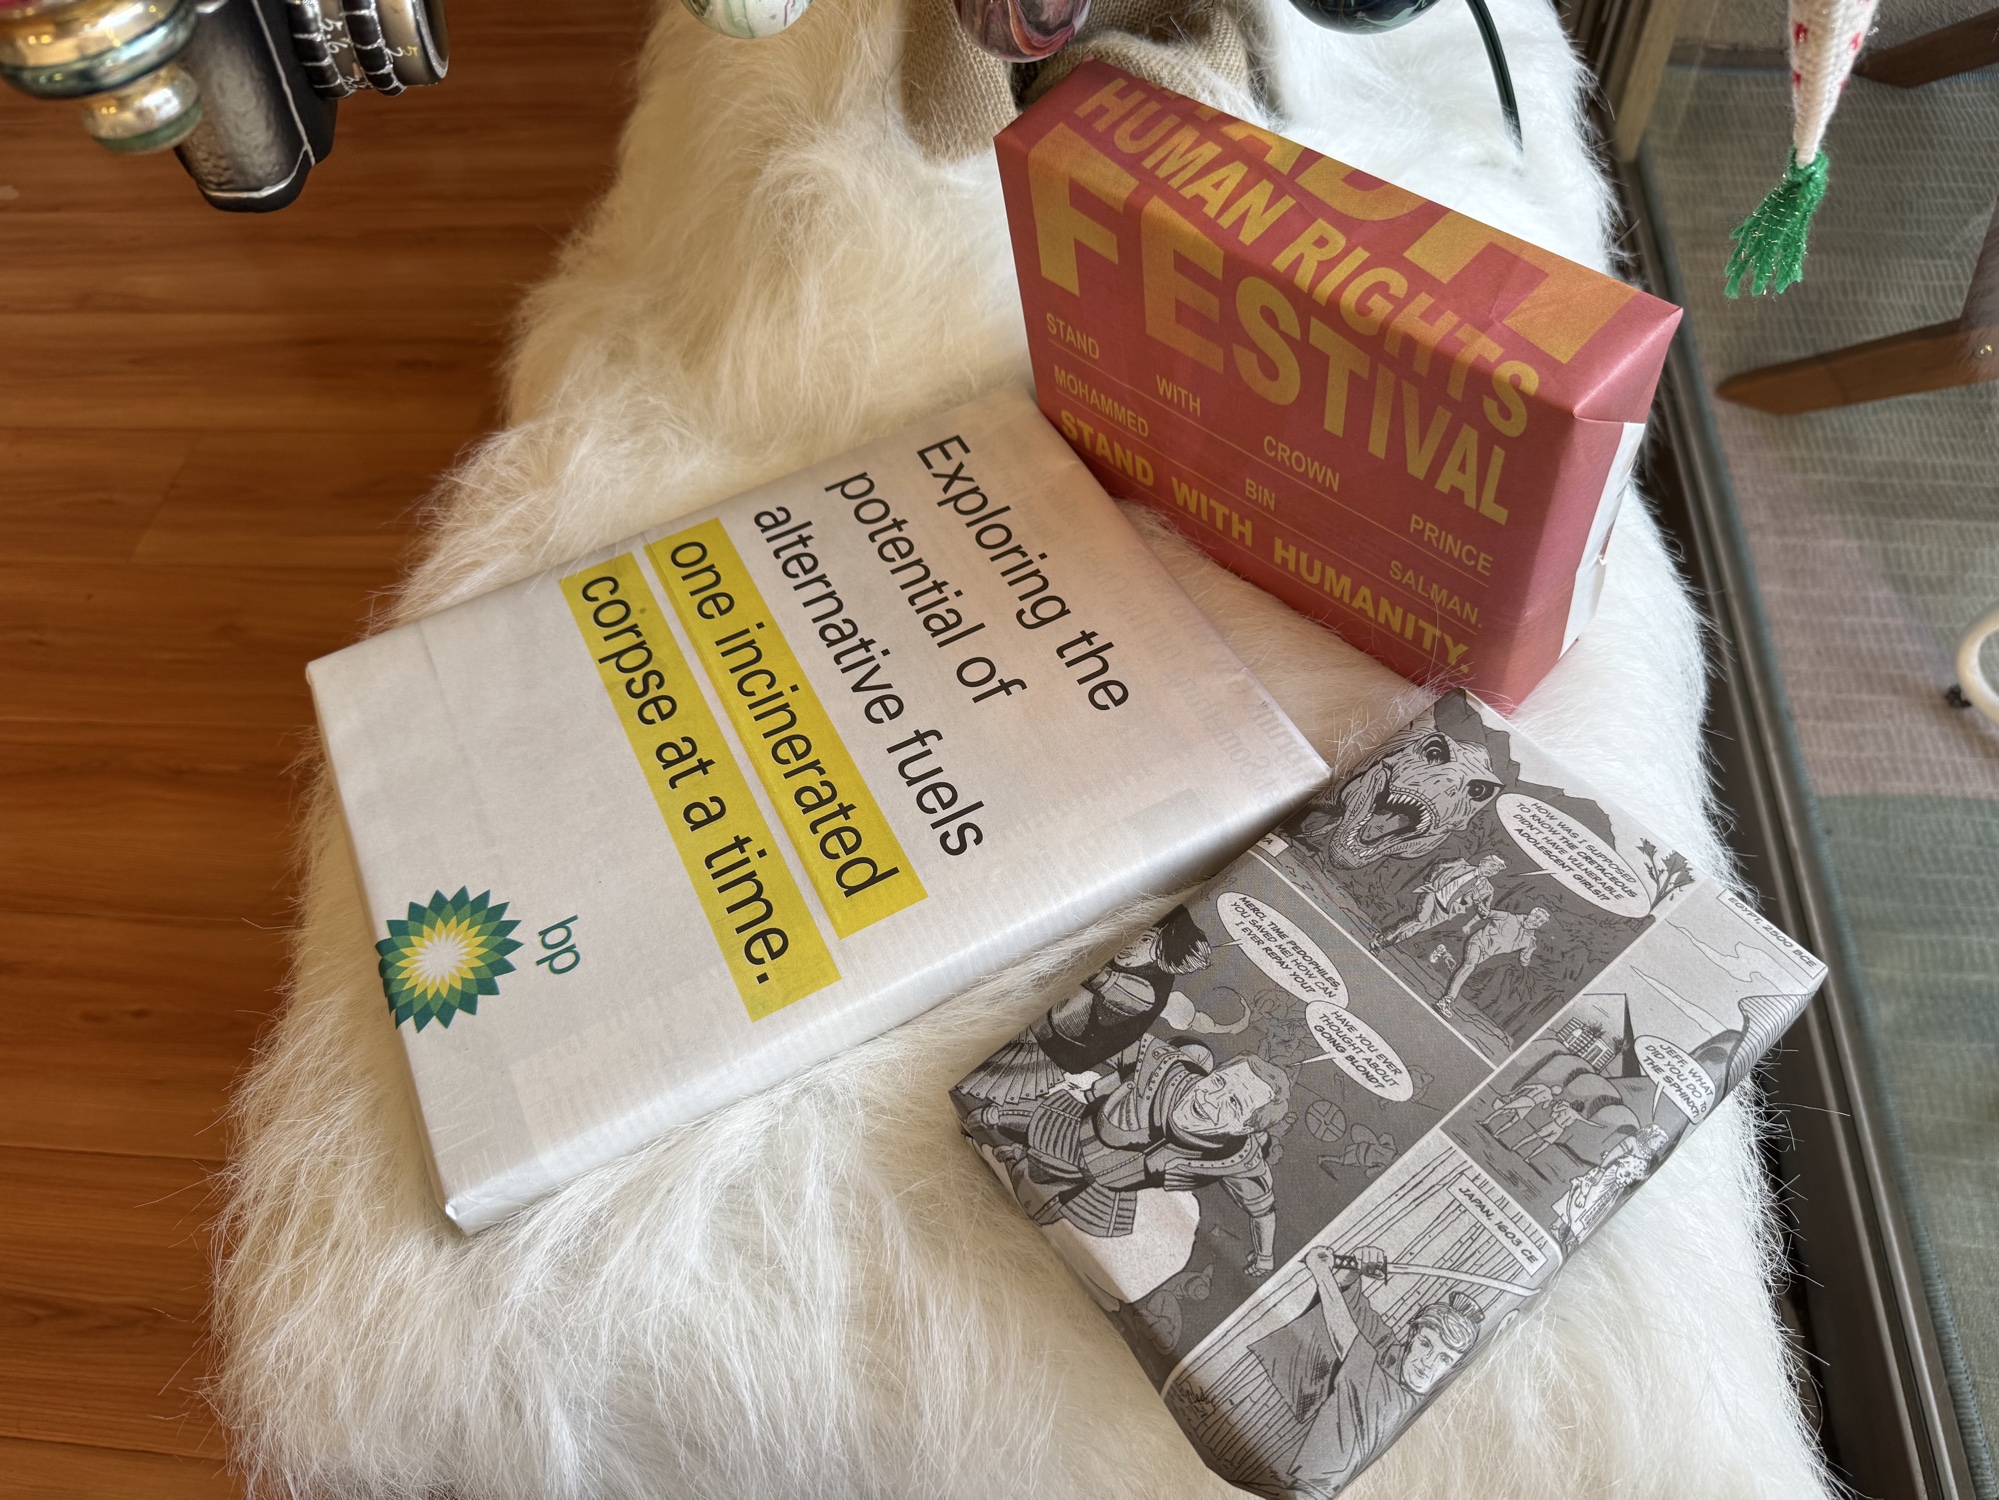 HUMAN RIGHTS
FESTIVAL
STAND WITH CROWN PRINCE
MOHAMMED BIN SALMAN.
STAND WITH HUMANITY.
Exploring the
potential of
alternative fuels
one incinerated
corpse at a time.
bp
HOW WAS I SUPPOSED
TO KNOW THE CRETACEOUS
DIDN'T HAVE VULNERABLE
ADOLESCENT GIRLS?
MERCI, TIME PEDOPHILES,
YOU SAVED ME! HOW CAN
I EVER REPAY YOU?
HAVE YOU EVER
THOUGHT ABOUT
GOING BLOND?
EGYPT, 2500 BCE
JEFF, WHAT
DID YOU DO TO
THE SPHINX?!
JAPAN, 1603 CE